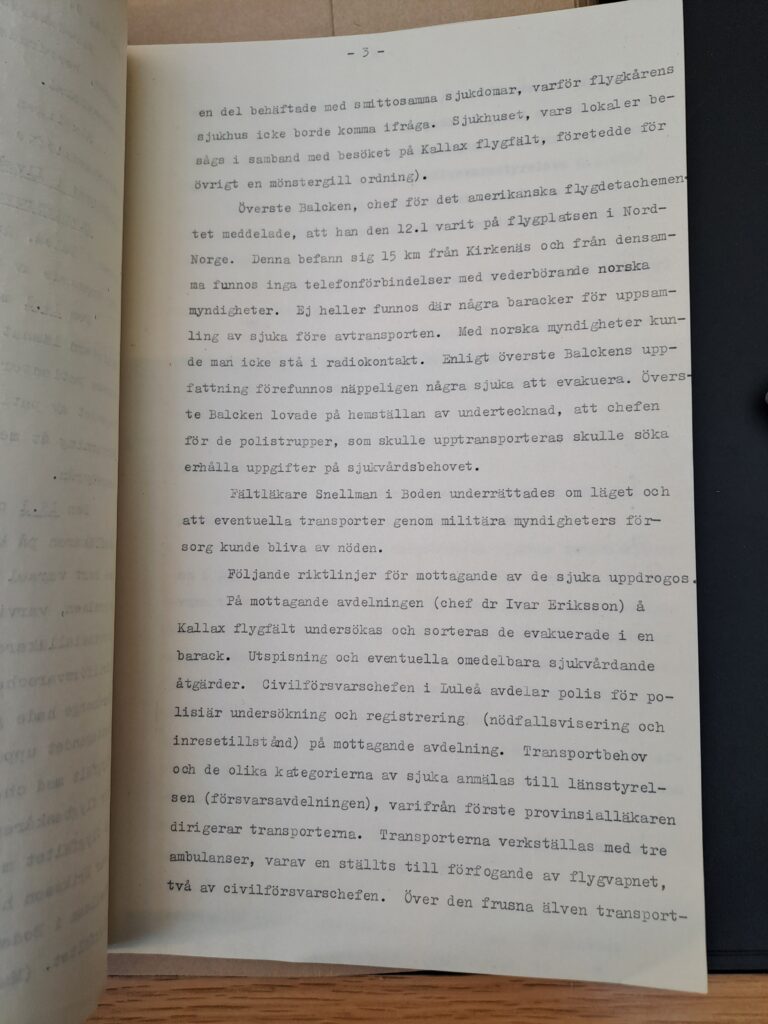 - 3 -
en del behäftade med smittosamma sjukdomar, varför flygkårens
sjukhus icke borde komma ifråga. Sjukhuset, vars lokaler be-
sågs i samband med besöket på Kallax flygfält, företedde för
övrigt en mönstergill ordning).
Överste Balcken, chef för det amerikanska flygdetachemen-
tet meddelade, att han den 12.1 varit på flygplatsen i Nord-
Norge. Denna befann sig 15 km från Kirkenäs och från densam-
ma funnos inga telefonförbindelser med vederbörande norska
myndigheter. Ej heller funnos där några baracker för uppsam-
ling av sjuka före avtransporten. Med norska myndigheter kun-
de man icke stå i radiokontakt. Enligt överste Balckens upp-
fattning förefunnos näppeligen några sjuka att evakuera. Övers-
te Balcken lovade på hemställan av undertecknad, att chefen
för de polistrupper, som skulle upptransporteras skulle söka
erhålla uppgifter på sjukvårdsbehovet.
Fältläkare Snellman i Boden underrättades om läget och
att eventuella transporter genom militära myndigheters för-
sorg kunde bliva av nöden.
Följande riktlinjer för mottagande av de sjuka uppdrogos.
På mottagande avdelningen (chef dr Ivar Eriksson) å
Kallax flygfält undersökas och sorteras de evakuerade i en
barack. Utspisning och eventuella omedelbara sjukvårdande
åtgärder. Civilförsvarschefen i Luleå avdelar polis för po-
lisiär undersökning och registrering (nödfallsvisering och
inresetillstånd) på mottagande avdelning. Transportbehov
och de olika kategorierna av sjuka anmälas till länsstyrel-
sen (försvarsavdelningen), varifrån förste provinsialläkaren
dirigerar transporterna. Transporterna verkställas med tre
ambulanser, varav en ställts till förfogande av flygvapnet,
två av civilförsvarschefen. Över den frusna älven transport-